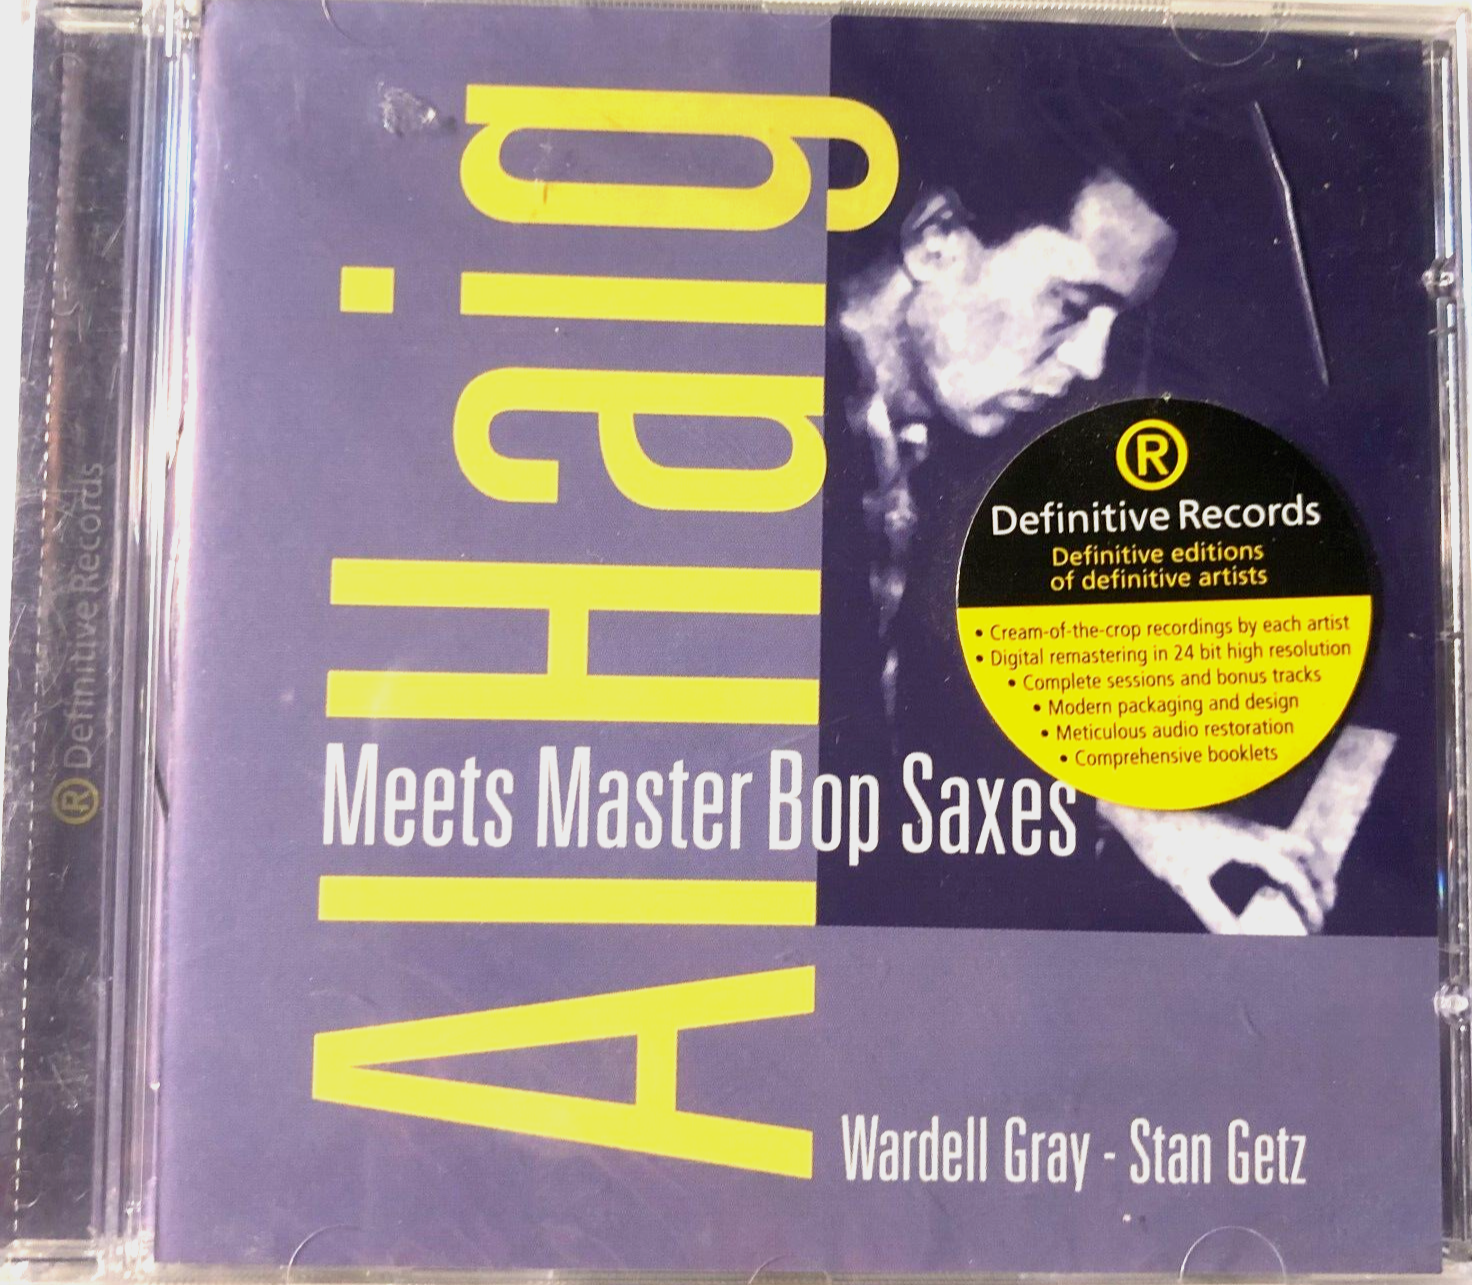 Al Haig
Meets Master Bop Saxes
Wardell Gray - Stan Getz
R
Definitive Records
Definitive editions
of definitive artists
• Cream-of-the-crop recordings by each artist
• Digital remastering in 24 bit high resolution
• Complete sessions and bonus tracks
• Modern packaging and design
• Meticulous audio restoration
• Comprehensive booklets
R Definitive Records